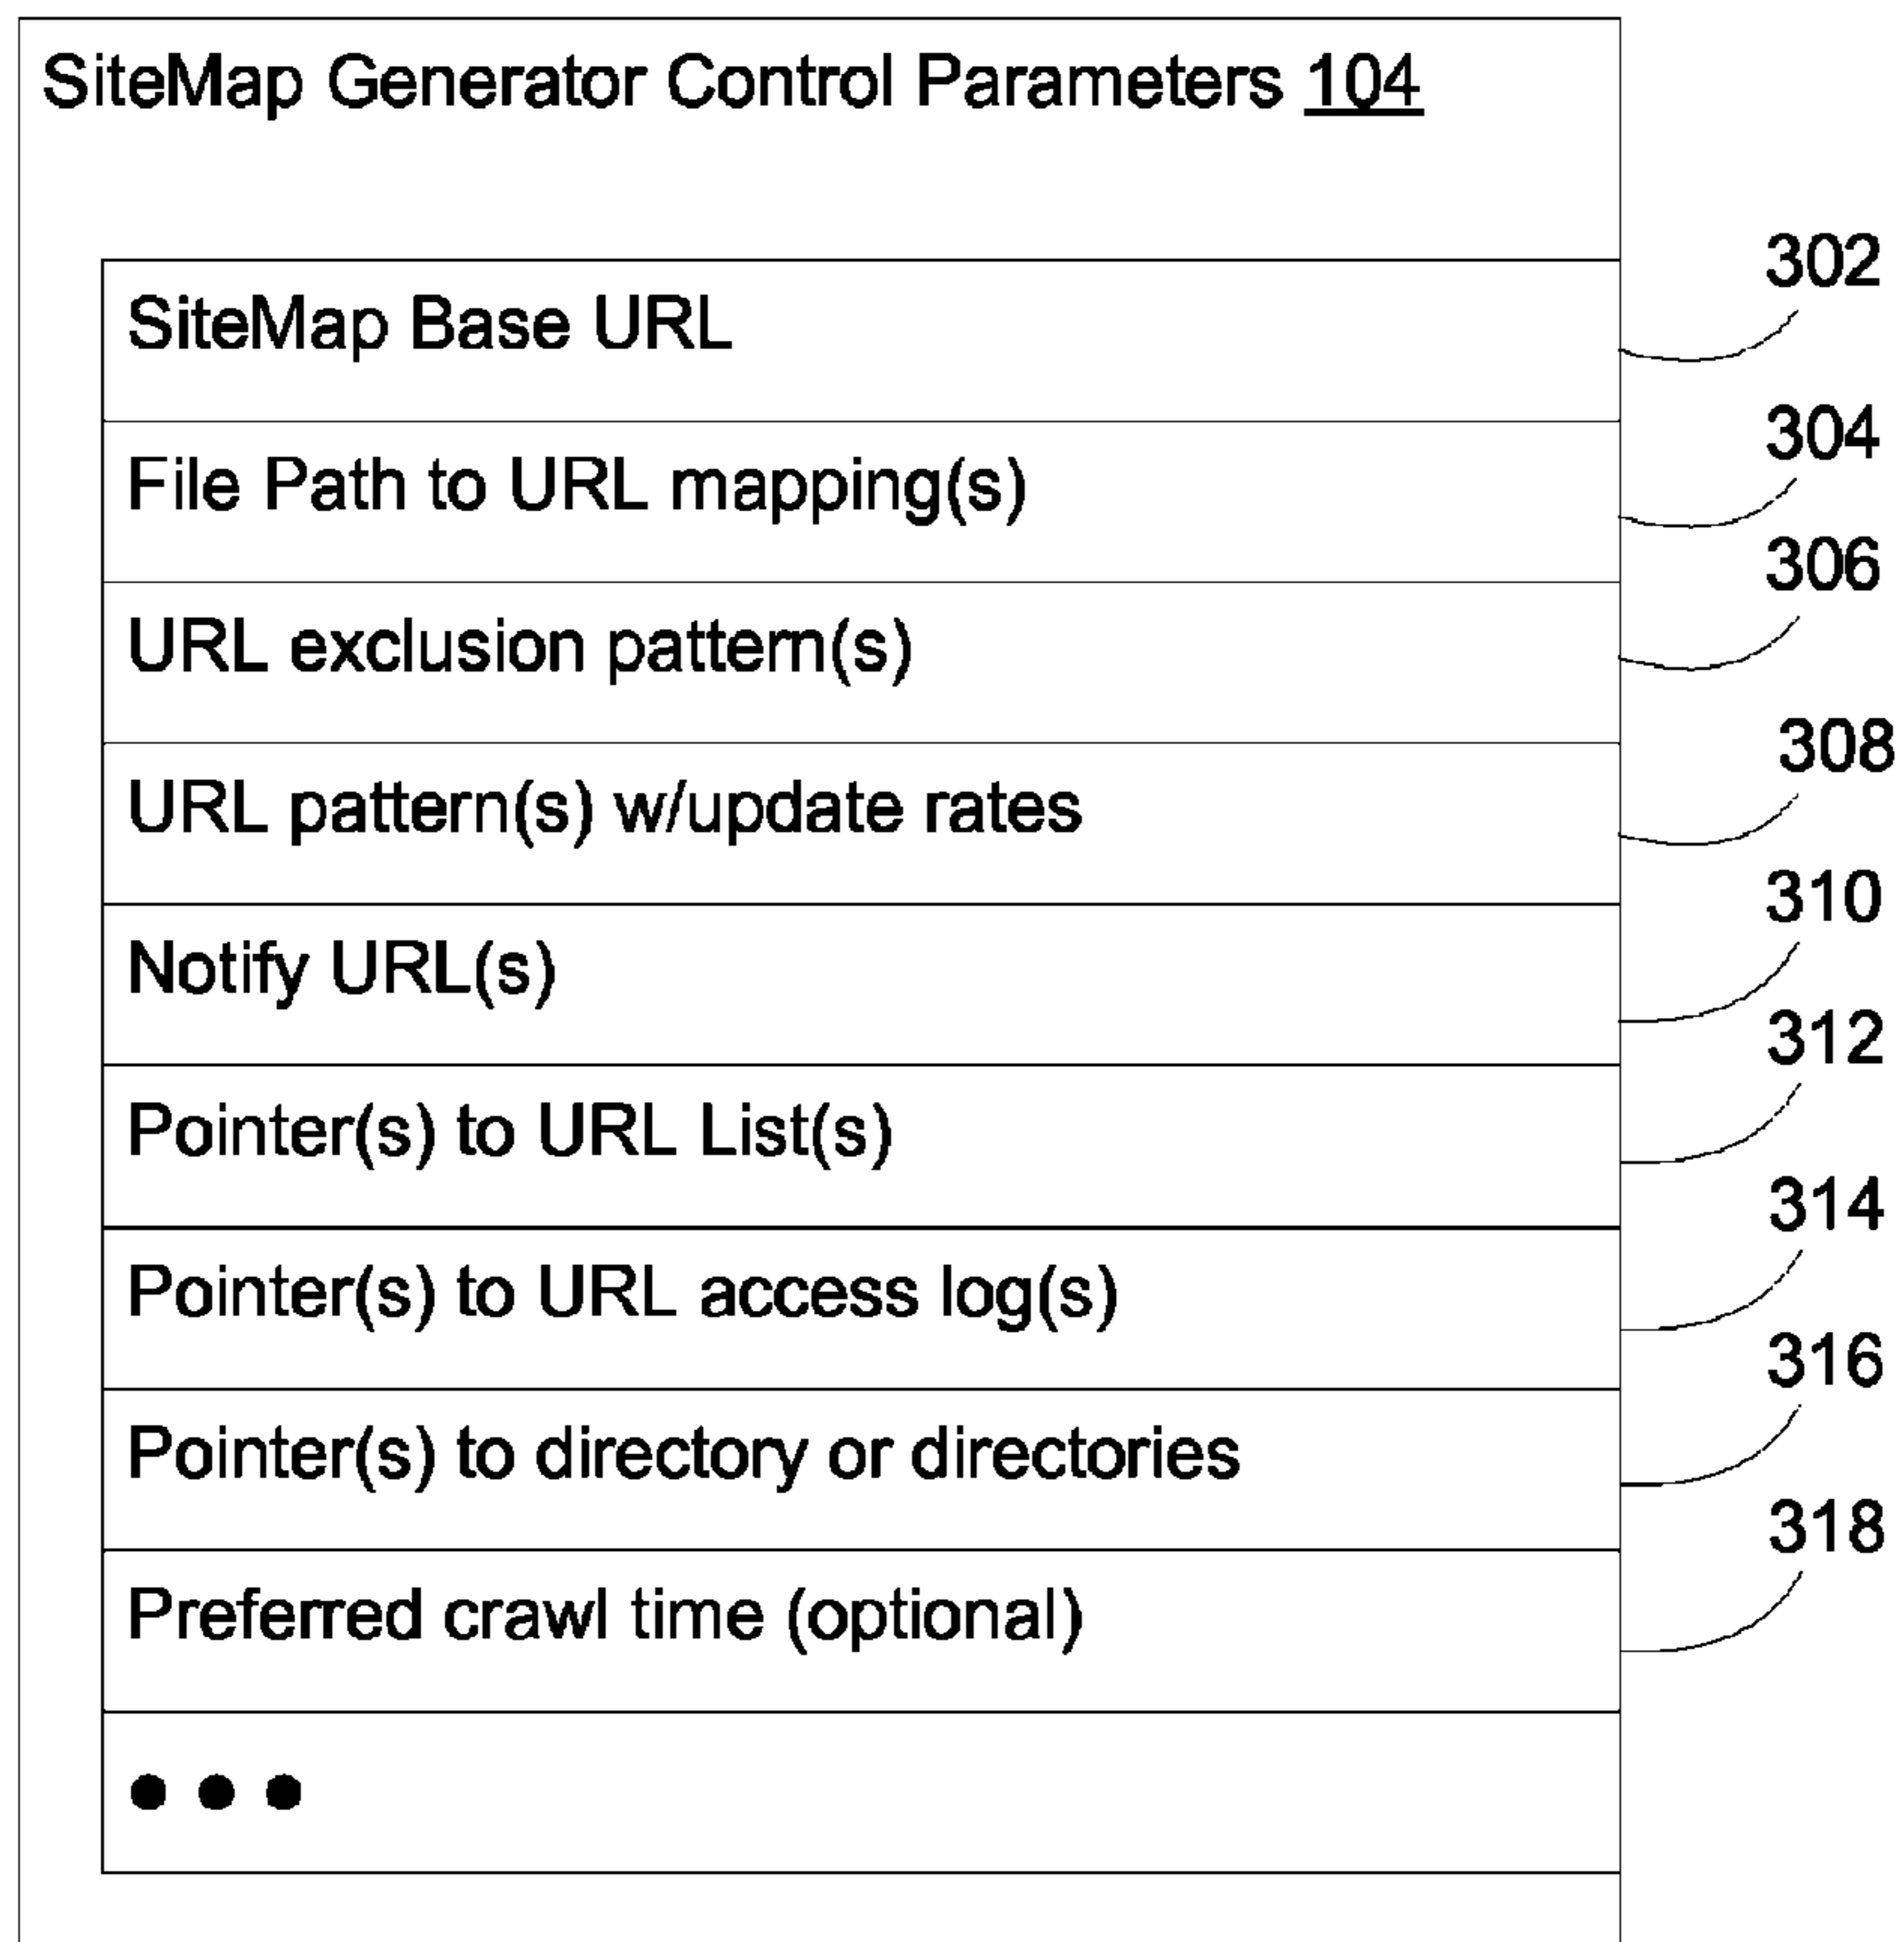 SiteMap Generator Control Parameters 104
302
SiteMap Base URL
304
File Path to URL mapping(s)
306
URL exclusion pattern(s)
308
URL pattern(s) w/update rates
310
Notify URL(s)
312
Pointer(s) to URL List(s)
314
Pointer(s) to URL access log(s)
316
Pointer(s) to directory or directories
318
Preferred crawl time (optional)
● ● ●